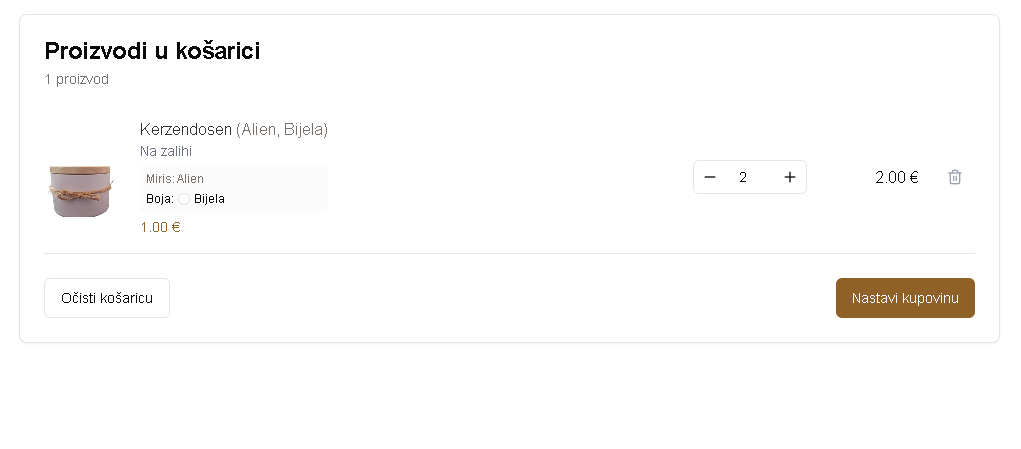 Proizvodi u košarici
1 proizvod
Kerzendosen (Alien, Bijela)
Na zalihi
Miris: Alien
Boja: Bijela
1.00 €
2
2.00 €
Očisti košaricu
Nastavi kupovinu